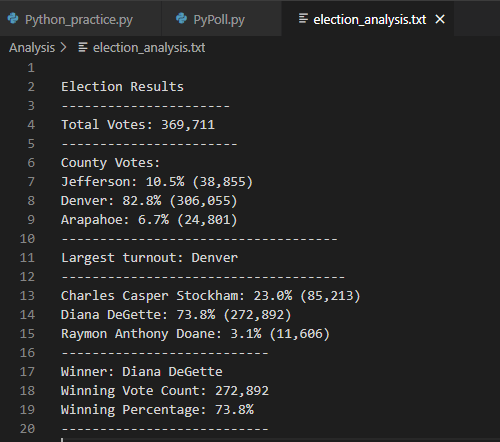 Python_practice.py PyPoll.py election_analysis.txt
Analysis > election_analysis.txt
1
2 Election Results
3 ----------------------
4 Total Votes: 369,711
5 -----------------------
6 County Votes:
7 Jefferson: 10.5% (38,855)
8 Denver: 82.8% (306,055)
9 Arapahoe: 6.7% (24,801)
10 ------------------------------------
11 Largest turnout: Denver
12 -------------------------------------
13 Charles Casper Stockham: 23.0% (85,213)
14 Diana DeGette: 73.8% (272,892)
15 Raymon Anthony Doane: 3.1% (11,606)
16 ---------------------------
17 Winner: Diana DeGette
18 Winning Vote Count: 272,892
19 Winning Percentage: 73.8%
20 ---------------------------